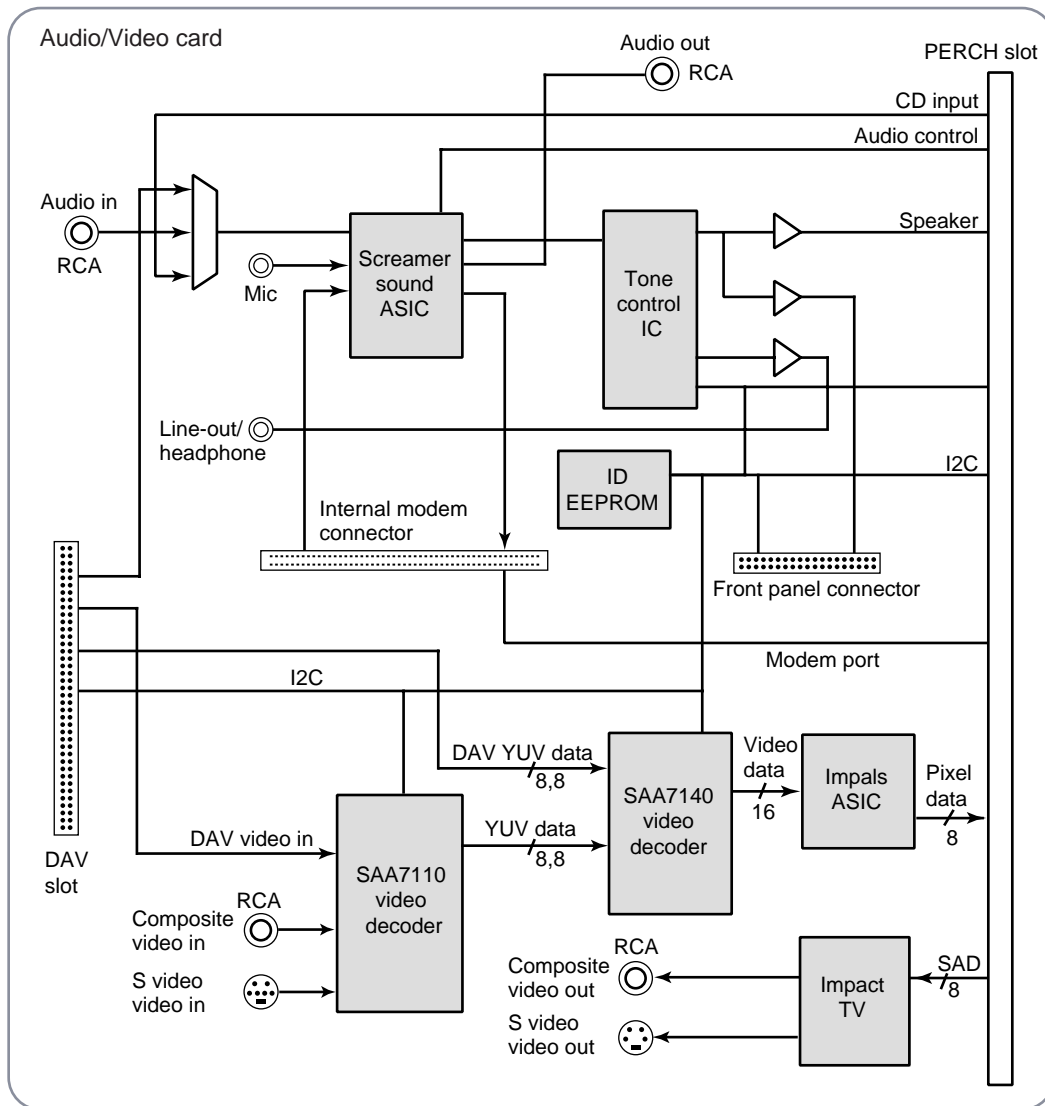 Audio/Video card
Audio out
RCA
PERCH slot
CD input
Audio control
Audio in
RCA
Mic
Screamer
sound
ASIC
Tone
control
IC
Speaker
Line-out/
headphone
ID
EEPROM
I2C
Internal modem
connector
Front panel connector
Modem port
I2C
DAV
slot
DAV YUV data
8,8
SAA7140
video
decoder
Video
data
16
Impals
ASIC
Pixel
data
8
DAV video in
YUV data
8,8
SAA7110
video
decoder
RCA
Composite
video in
S video
video in
RCA
Composite
video out
S video
video out
Impact
TV
SAD
8